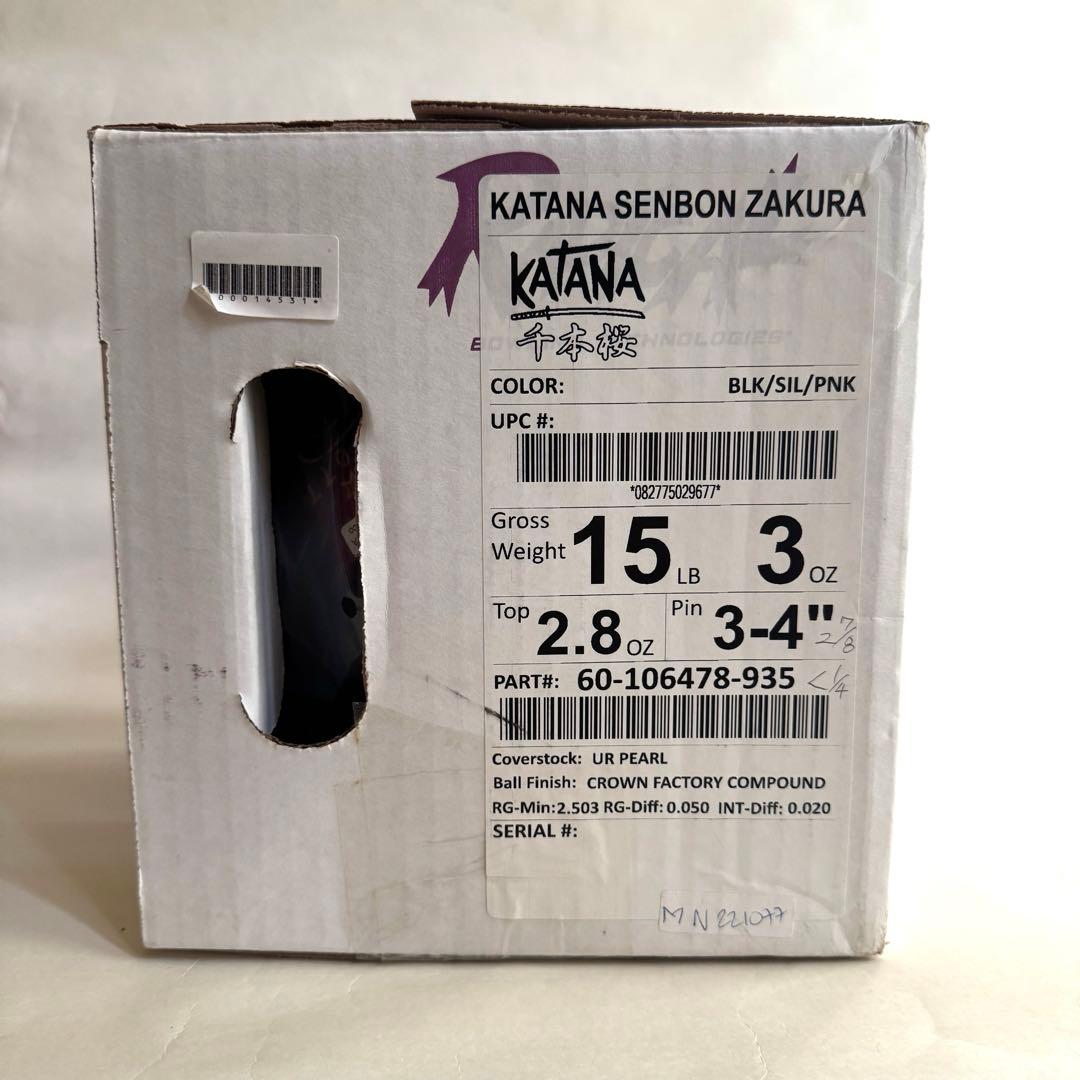 KATANA SENBON ZAKURA
KATANA
千本桜
COLOR: BLK/SIL/PNK
UPC #:
*082775029677*
Gross Weight 15 LB 3 OZ
Top 2.8 OZ Pin 3-4" 2 7/8
PART#: 60-106478-935 <1/4
Coverstock: UR PEARL
Ball Finish: CROWN FACTORY COMPOUND
RG-Min:2.503 RG-Diff: 0.050 INT-Diff: 0.020
SERIAL #:
MN221077
00014531*